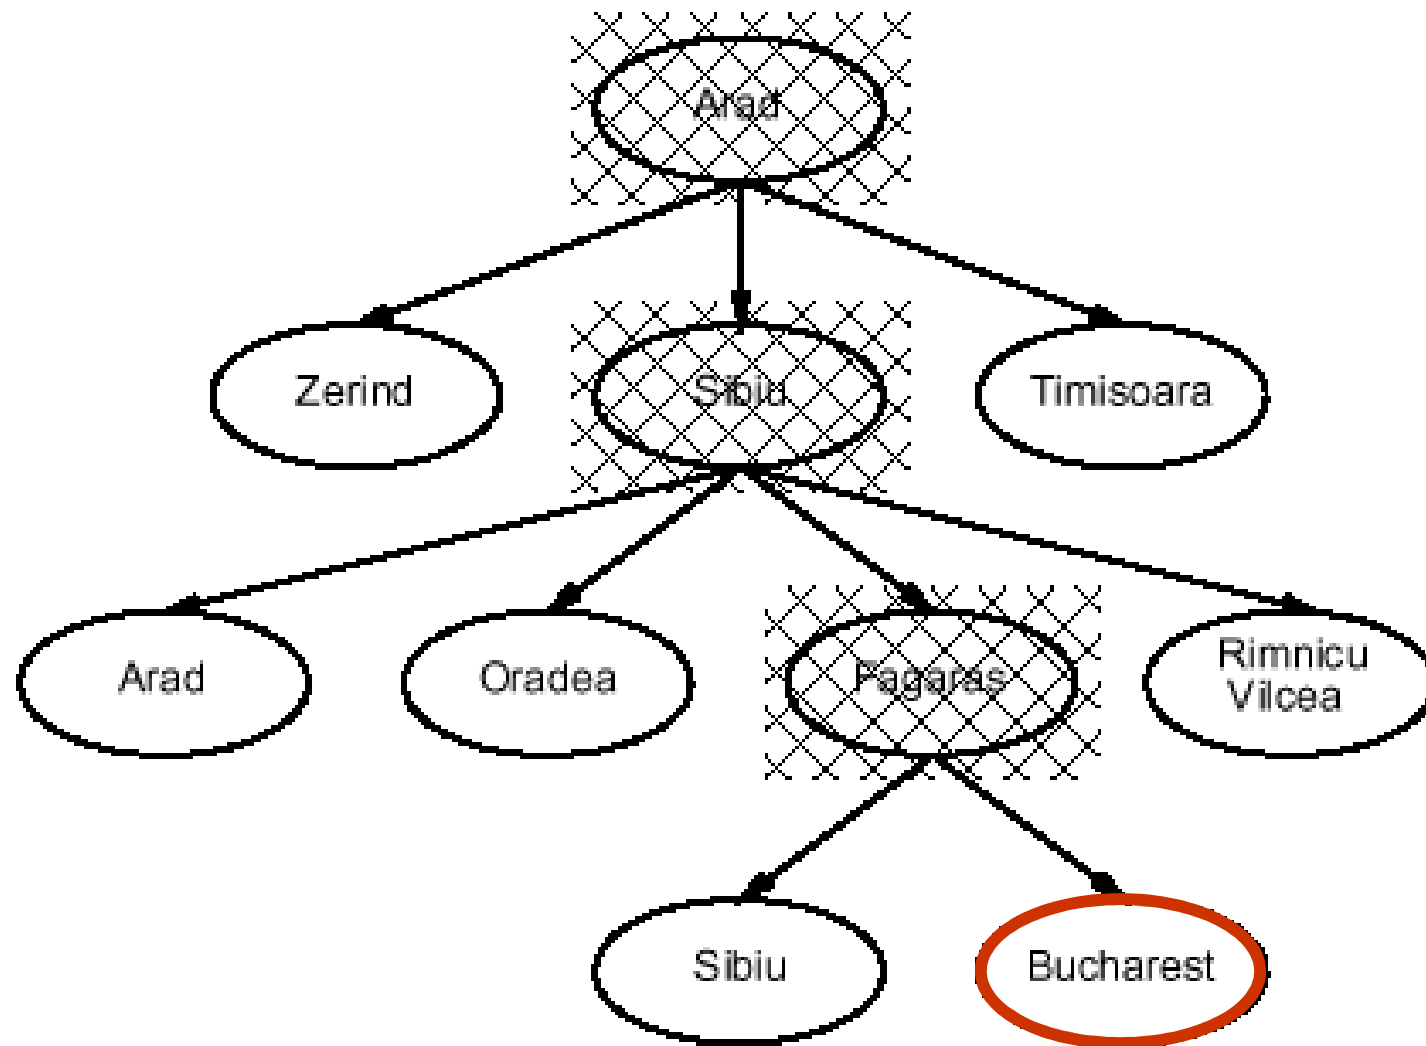 Arad
Zerind
Sibiu
Timisoara
Arad
Oradea
Fagaras
Rimnicu
Vilcea
Sibiu
Bucharest